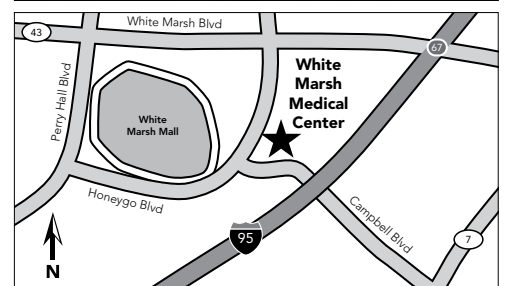 White Marsh Blvd
43
67
White
Marsh
Medical
Center
Perry Hall Blvd
White
Marsh Mall
Honeygo Blvd
Campbell Blvd
95
7
N